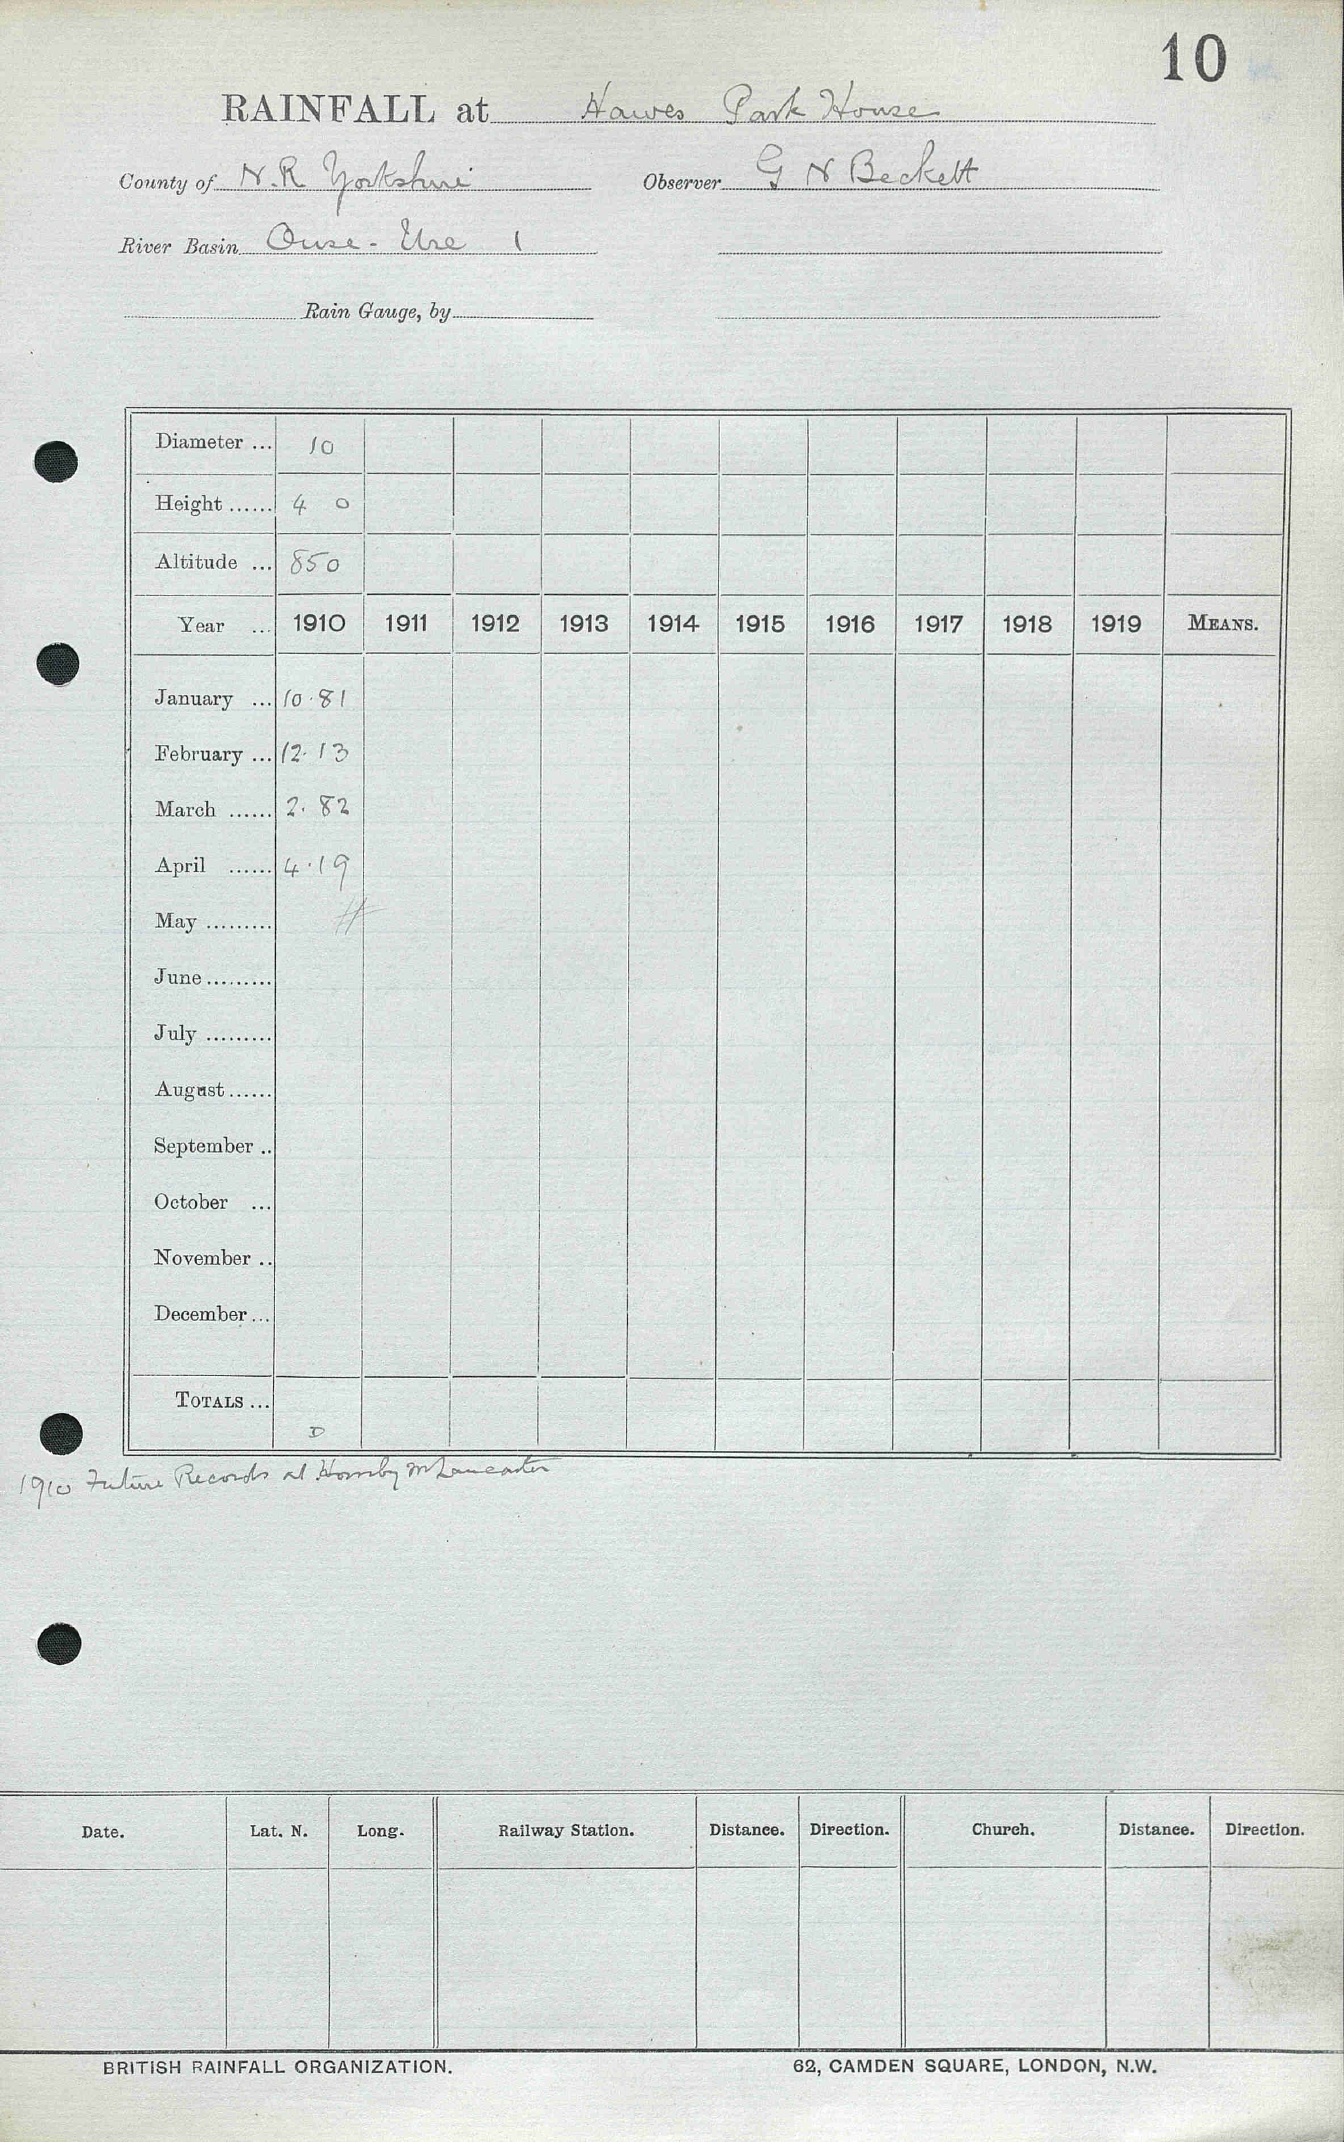 10
RAINFALL at Hawes Park House
County of N.R Yorkshire Observer G N Beckett
River Basin Ouse - Ure 1
Rain Gauge, by
Diameter ... 10
Height ...... 4 0
Altitude ... 850
Year ... 1910 1911 1912 1913 1914 1915 1916 1917 1918 1919 MEANS.
January ... 10.81
February ... 12.13
March ...... 2.82
April ...... 4.19
May ......... #
June .........
July .........
August ......
September ..
October ...
November ..
December ...
TOTALS ...
D
1910 Future Records at Hornby Lancaster
Date. Lat. N. Long. Railway Station. Distance. Direction. Church. Distance. Direction.
BRITISH RAINFALL ORGANIZATION. 62, CAMDEN SQUARE, LONDON, N.W.